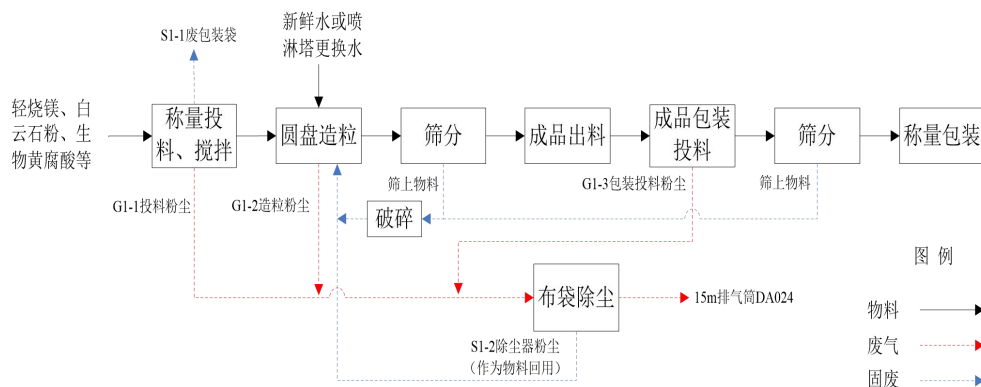 新鲜水或喷
淋塔更换水
S1-1废包装袋
轻烧镁、白
云石粉、生
物黄腐酸等
称量投
料、搅拌
圆盘造粒
筛分
成品出料
成品包装
投料
筛分
称量包装
筛上物料
G1-3包装投料粉尘
筛上物料
G1-1投料粉尘
G1-2造粒粉尘
破碎
图 例
布袋除尘
15m排气筒DA024
物料
S1-2除尘器粉尘
（作为物料回用）
废气
固废